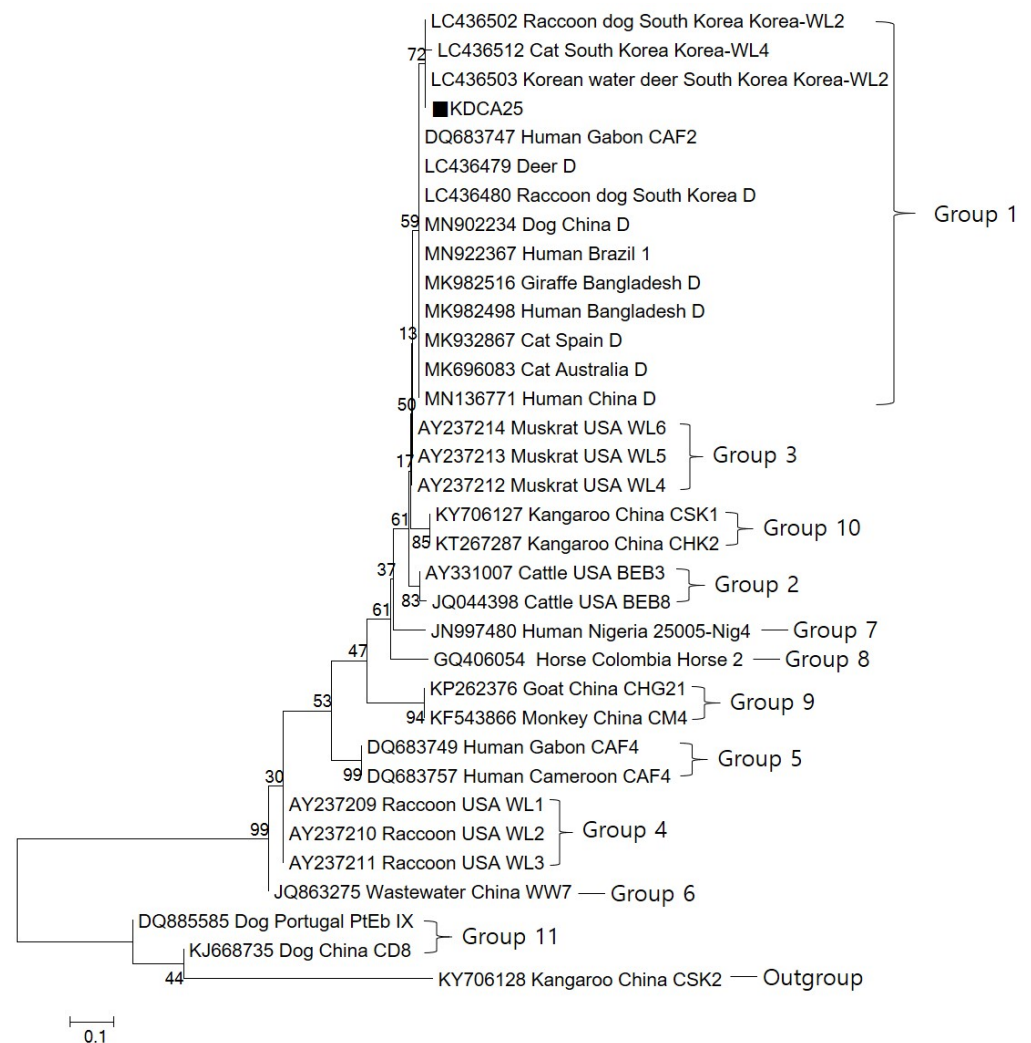 LC436502 Raccoon dog South Korea Korea-WL2
72
LC436512 Cat South Korea Korea-WL4
LC436503 Korean water deer South Korea Korea-WL2
KDCA25
DQ683747 Human Gabon CAF2
LC436479 Deer D
LC436480 Raccoon dog South Korea D
Group 1
59
MN902234 Dog China D
MN922367 Human Brazil 1
MK982516 Giraffe Bangladesh D
MK982498 Human Bangladesh D
13
MK932867 Cat Spain D
MK696083 Cat Australia D
MN136771 Human China D
50
AY237214 Muskrat USA WL6
17
AY237213 Muskrat USA WL5
Group 3
AY237212 Muskrat USA WL4
61
KY706127 Kangaroo China CSK1
Group 10
85
KT267287 Kangaroo China CHK2
37
AY331007 Cattle USA BEB3
Group 2
83
JQ044398 Cattle USA BEB8
61
JN997480 Human Nigeria 25005-Nig4
Group 7
47
GQ406054 Horse Colombia Horse 2
Group 8
KP262376 Goat China CHG21
Group 9
53
94
KF543866 Monkey China CM4
DQ683749 Human Gabon CAF4
Group 5
30
99
DQ683757 Human Cameroon CAF4
AY237209 Raccoon USA WL1
99
AY237210 Raccoon USA WL2
Group 4
AY237211 Raccoon USA WL3
JQ863275 Wastewater China WW7
Group 6
DQ885585 Dog Portugal PtEb IX
Group 11
KJ668735 Dog China CD8
44
KY706128 Kangaroo China CSK2
Outgroup
0.1